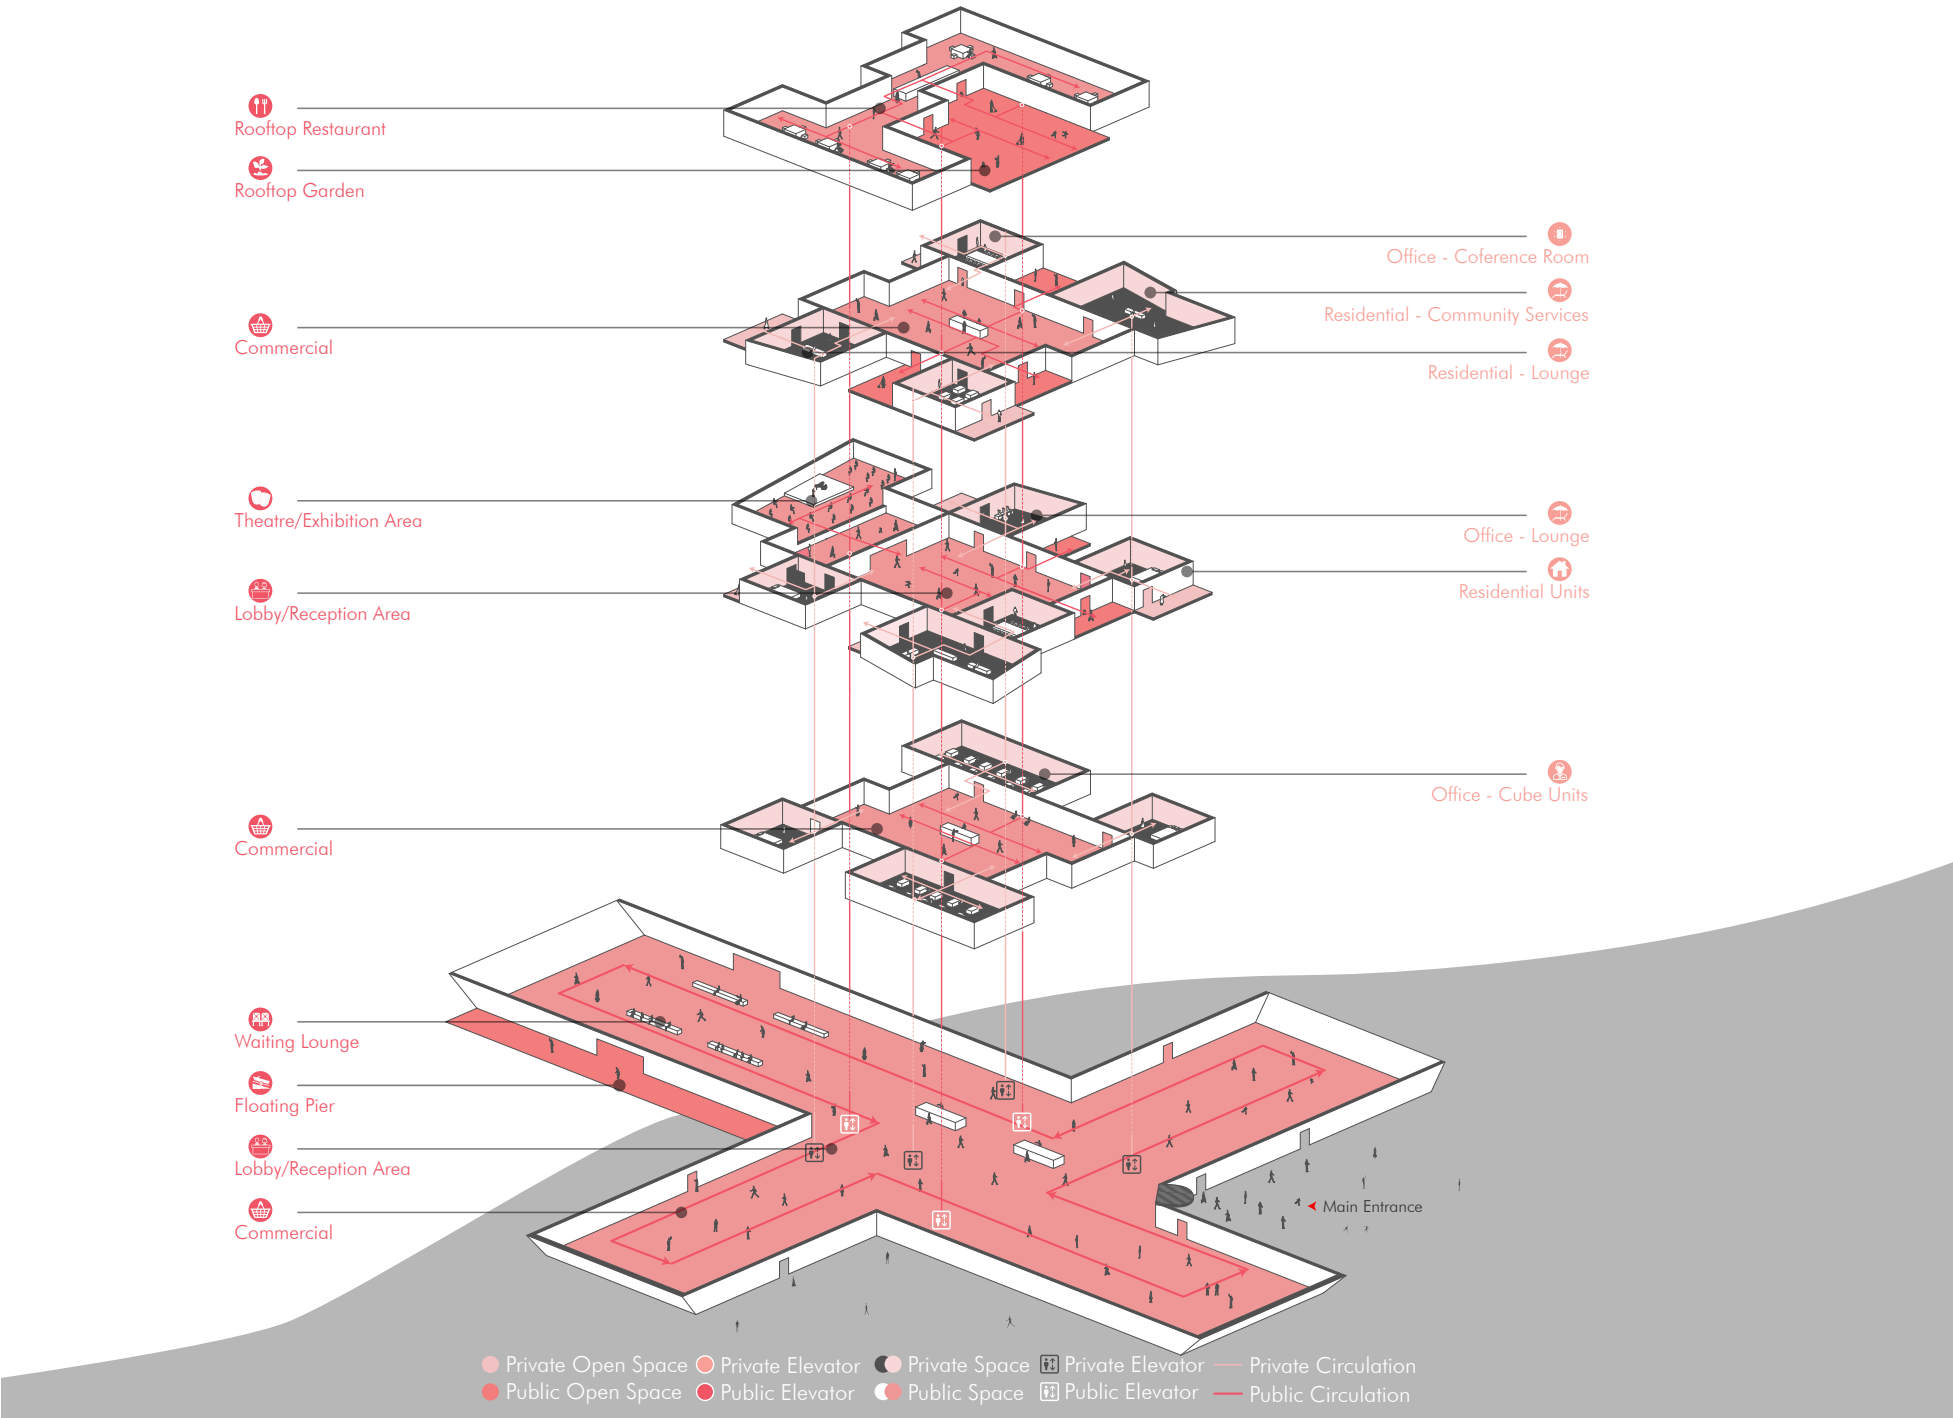 Rooftop Restaurant
Rooftop Garden
Office - Coference Room
Residential - Community Services
Commercial
Residential - Lounge
Theatre/Exhibition Area
Office - Lounge
Residential Units
Lobby/Reception Area
Office - Cube Units
Commercial
Waiting Lounge
Floating Pier
Lobby/Reception Area
Main Entrance
Commercial
Private Open Space Private Elevator Private Space Private Elevator Private Circulation
Public Open Space Public Elevator Public Space Public Elevator Public Circulation